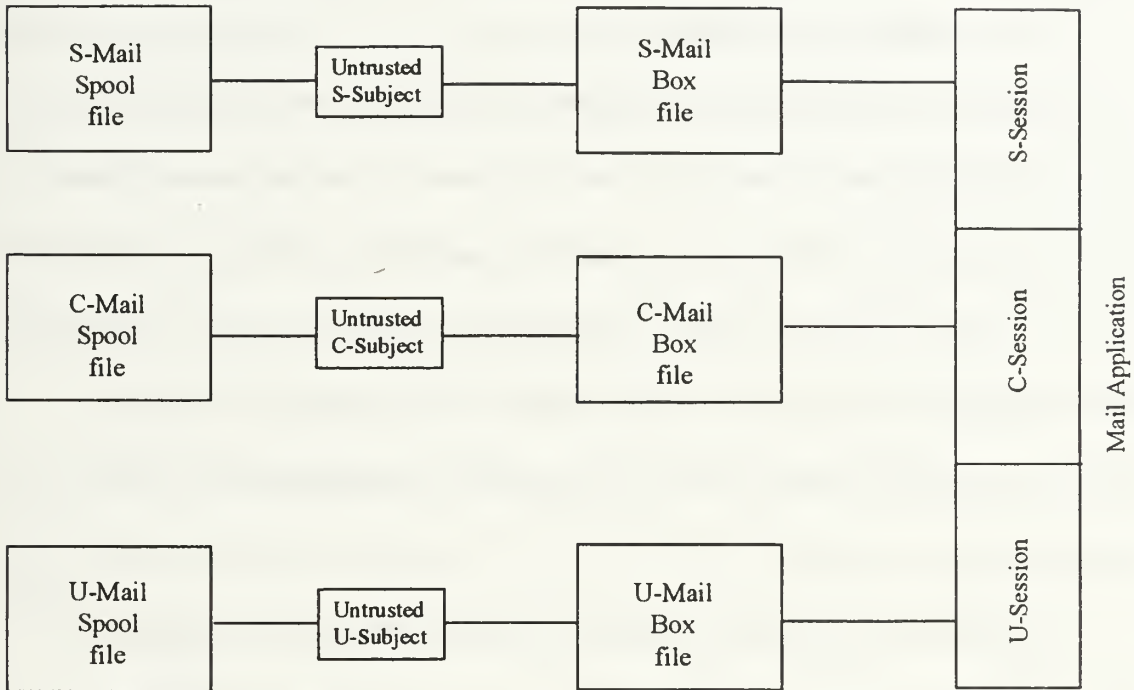 S-Mail
Spool
file
Untrusted
S-Subject
S-Mail
Box
file
S-Session
C-Mail
Spool
file
Untrusted
C-Subject
C-Mail
Box
file
C-Session
U-Mail
Spool
file
Untrusted
U-Subject
U-Mail
Box
file
U-Session
Mail Application